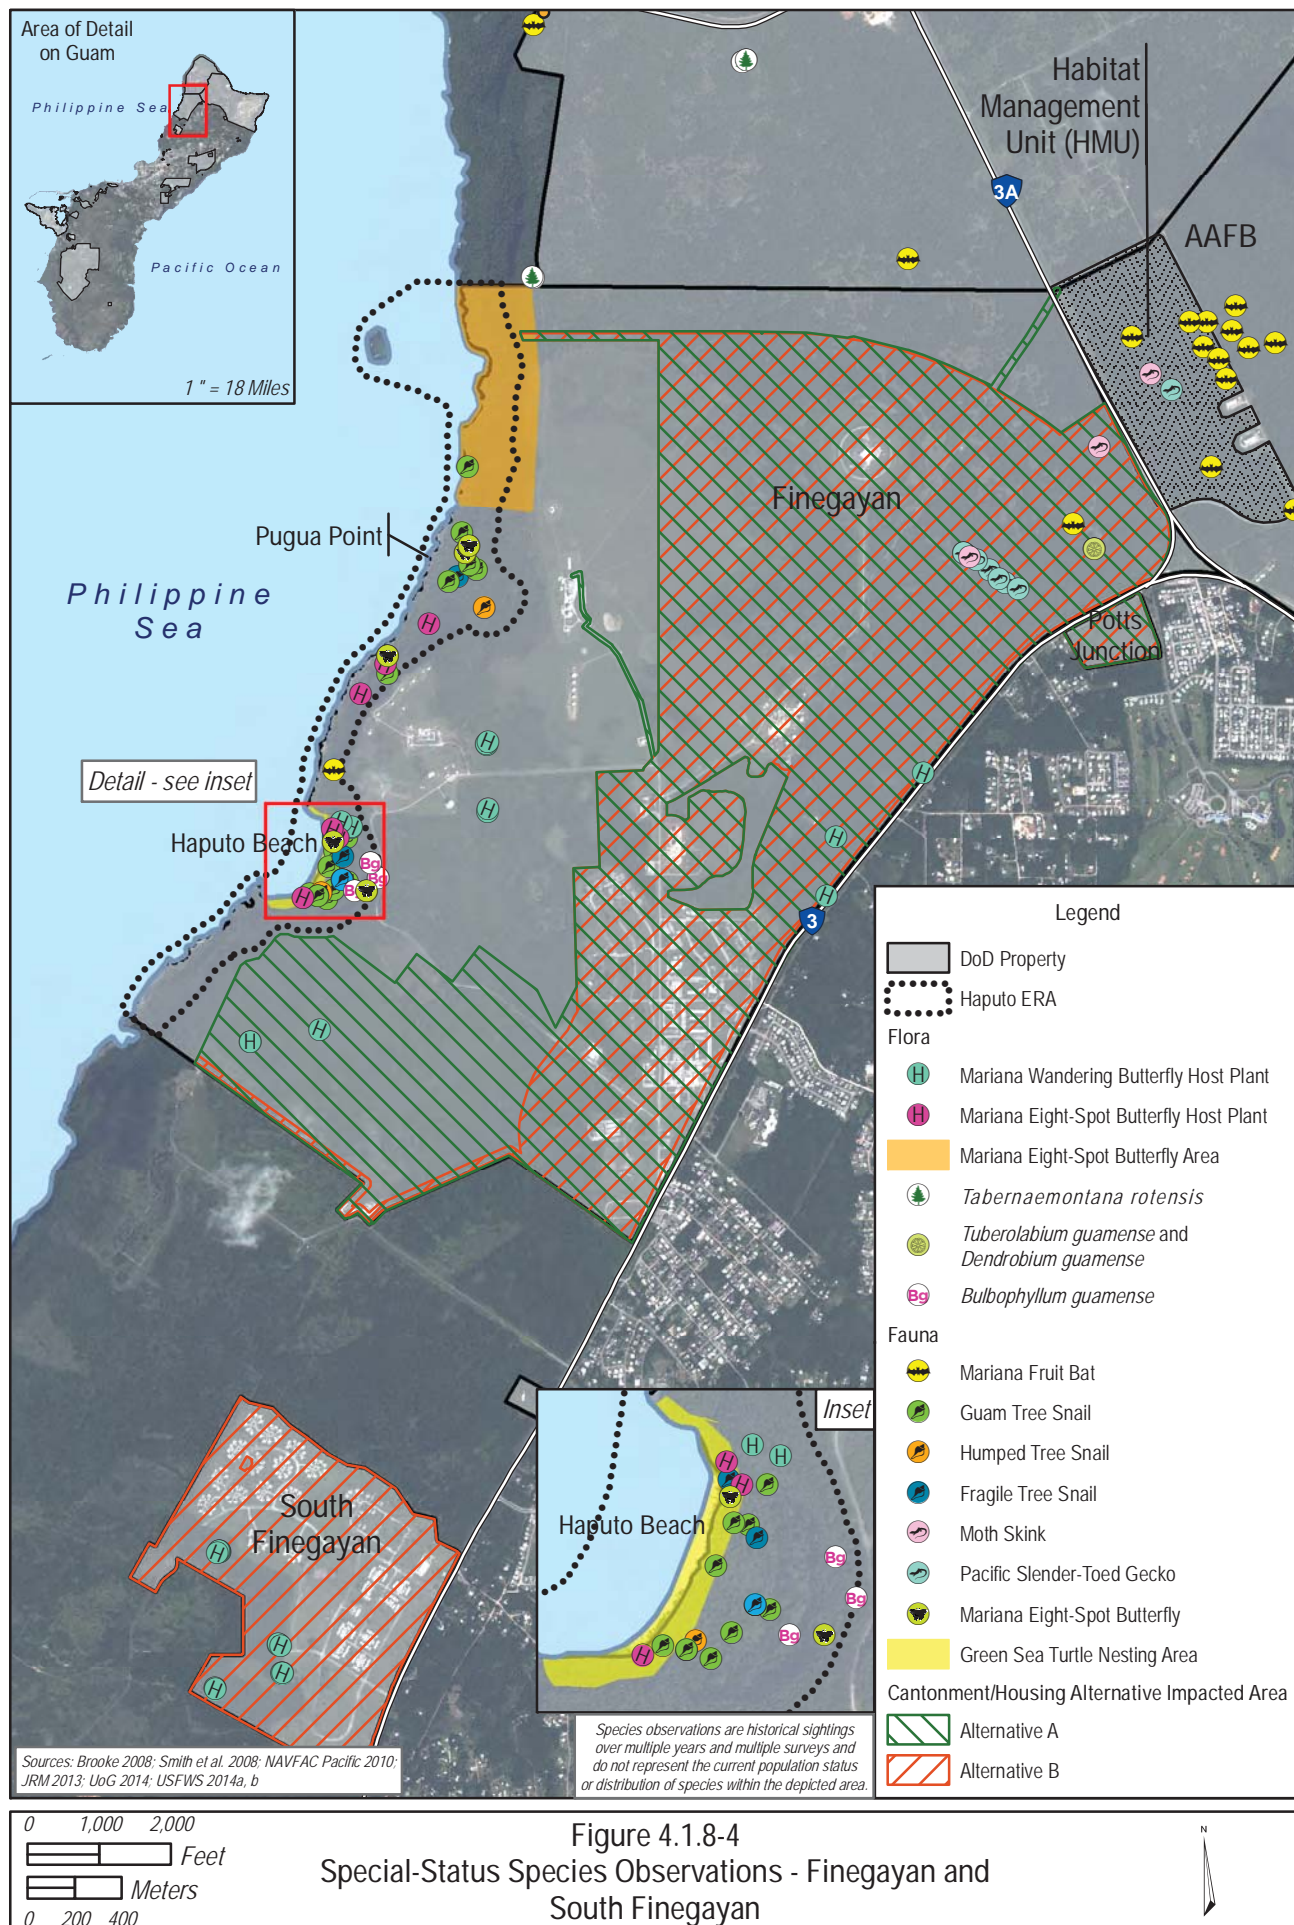 Area of Detail
on Guam
Philippine Sea
Pacific Ocean
1 " = 18 Miles
Habitat
Management
Unit (HMU)
3A
AAFB
Finegayan
Pugua Point
Philippine
Sea
Potts
Junction
Detail - see inset
Haputo Beach
3
H
H
H
H
H
H
H
H
H
H
H
H
H
Bg
Bg
B
South
Finegayan
H
H
H
H
Inset
H
H
H
H
Haputo Beach
Bg
Bg
Bg
H
Legend
DoD Property
Haputo ERA
Flora
H Mariana Wandering Butterfly Host Plant
H Mariana Eight-Spot Butterfly Host Plant
Mariana Eight-Spot Butterfly Area
Tabernaemontana rotensis
Tuberolabium guamense and
Dendrobium guamense
Bg Bulbophyllum guamense
Fauna
Mariana Fruit Bat
Guam Tree Snail
Humped Tree Snail
Fragile Tree Snail
Moth Skink
Pacific Slender-Toed Gecko
Mariana Eight-Spot Butterfly
Green Sea Turtle Nesting Area
Cantonment/Housing Alternative Impacted Area
Alternative A
Alternative B
Sources: Brooke 2008; Smith et al. 2008; NAVFAC Pacific 2010;
JRM 2013; UoG 2014; USFWS 2014a, b
Species observations are historical sightings
over multiple years and multiple surveys and
do not represent the current population status
or distribution of species within the depicted area.
0 1,000 2,000
Feet
Meters
0 200 400
Figure 4.1.8-4
Special-Status Species Observations - Finegayan and
South Finegayan
N